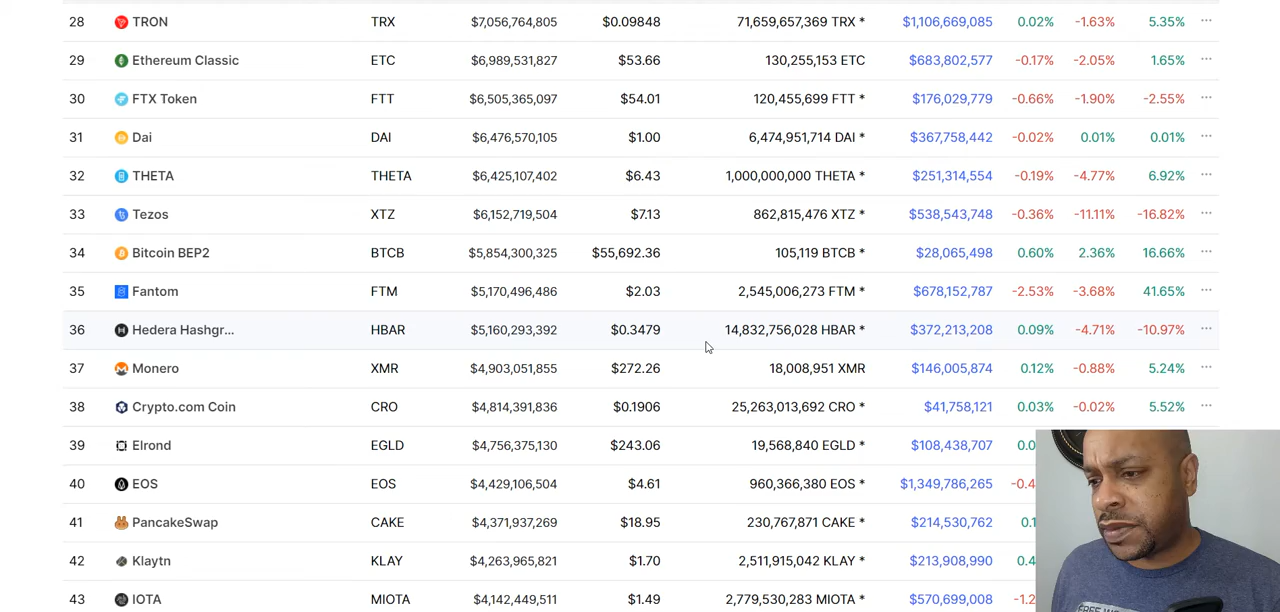 28 TRON TRX $7,056,764,805 $0.09848 71,659,657,369 TRX * $1,106,669,085 0.02% -1.63% 5.35% ...
29 Ethereum Classic ETC $6,989,531,827 $53.66 130,255,153 ETC $683,802,577 -0.17% -2.05% 1.65% ...
30 FTX Token FTT $6,505,365,097 $54.01 120,455,699 FTT * $176,029,779 -0.66% -1.90% -2.55% ...
31 Dai DAI $6,476,570,105 $1.00 6,474,951,714 DAI * $367,758,442 -0.02% 0.01% 0.01% ...
32 THETA THETA $6,425,107,402 $6.43 1,000,000,000 THETA * $251,314,554 -0.19% -4.77% 6.92% ...
33 Tezos XTZ $6,152,719,504 $7.13 862,815,476 XTZ * $538,543,748 -0.36% -11.11% -16.82% ...
34 Bitcoin BEP2 BTCB $5,854,300,325 $55,692.36 105,119 BTCB * $28,065,498 0.60% 2.36% 16.66% ...
35 Fantom FTM $5,170,496,486 $2.03 2,545,006,273 FTM * $678,152,787 -2.53% -3.68% 41.65% ...
36 Hedera Hashgr... HBAR $5,160,293,392 $0.3479 14,832,756,028 HBAR * $372,213,208 0.09% -4.71% -10.97% ...
37 Monero XMR $4,903,051,855 $272.26 18,008,951 XMR $146,005,874 0.12% -0.88% 5.24% ...
38 Crypto.com Coin CRO $4,814,391,836 $0.1906 25,263,013,692 CRO * $41,758,121 0.03% -0.02% 5.52% ...
39 Elrond EGLD $4,756,375,130 $243.06 19,568,840 EGLD * $108,438,707
40 EOS EOS $4,429,106,504 $4.61 960,366,380 EOS * $1,349,786,265
41 PancakeSwap CAKE $4,371,937,269 $18.95 230,767,871 CAKE * $214,530,762
42 Klaytn KLAY $4,263,965,821 $1.70 2,511,915,042 KLAY * $213,908,990
43 IOTA MIOTA $4,142,449,511 $1.49 2,779,530,283 MIOTA * $570,699,008